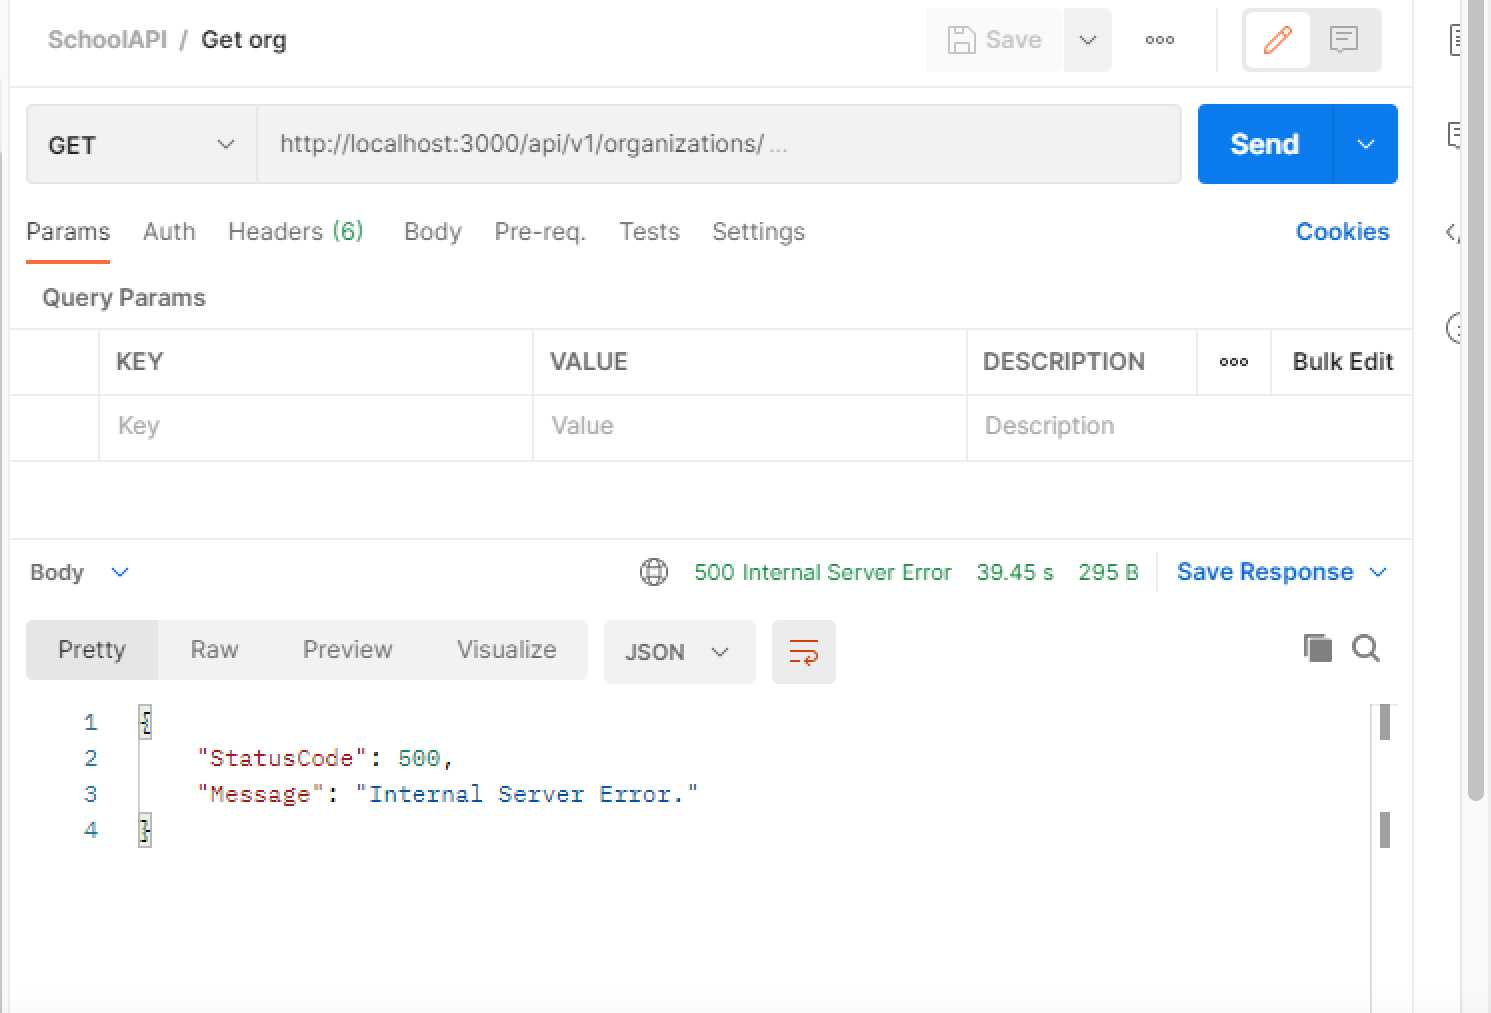 SchoolAPI / Get org
Save
GET
http://localhost:3000/api/v1/organizations/ ...
Send
Params Auth Headers (6) Body Pre-req. Tests Settings Cookies
Query Params
KEY VALUE DESCRIPTION Bulk Edit
Key Value Description
Body 500 Internal Server Error 39.45 s 295 B Save Response
Pretty Raw Preview Visualize JSON
1 {
2 "StatusCode": 500,
3 "Message": "Internal Server Error."
4 }